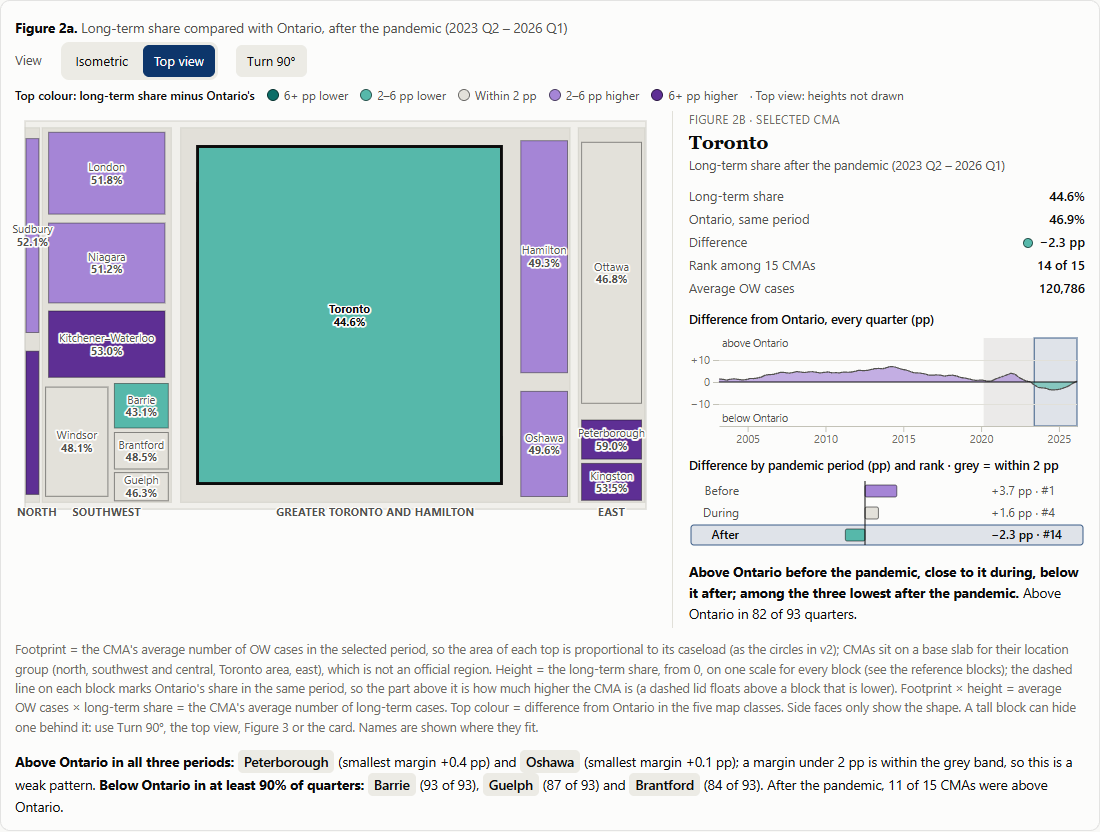 Figure 2a. Long-term share compared with Ontario, after the pandemic (2023 Q2 – 2026 Q1)
View Isometric Top view Turn 90°
Top colour: long-term share minus Ontario's 6+ pp lower 2–6 pp lower Within 2 pp 2–6 pp higher 6+ pp higher · Top view: heights not drawn
London
51.8%
Sudbury
52.1%
Niagara
51.2%
Kitchener–Waterloo
53.0%
Barrie
43.1%
Windsor
48.1%
Brantford
48.5%
Guelph
46.3%
Toronto
44.6%
Hamilton
49.3%
Oshawa
49.6%
Ottawa
46.8%
Peterborough
59.0%
Kingston
53.5%
NORTH SOUTHWEST GREATER TORONTO AND HAMILTON EAST
FIGURE 2B · SELECTED CMA
Toronto
Long-term share after the pandemic (2023 Q2 – 2026 Q1)
Long-term share 44.6%
Ontario, same period 46.9%
Difference −2.3 pp
Rank among 15 CMAs 14 of 15
Average OW cases 120,786
Difference from Ontario, every quarter (pp)
above Ontario
+10
0
−10
below Ontario
2005 2010 2015 2020 2025
Difference by pandemic period (pp) and rank · grey = within 2 pp
Before +3.7 pp · #1
During +1.6 pp · #4
After −2.3 pp · #14
Above Ontario before the pandemic, close to it during, below
it after; among the three lowest after the pandemic. Above
Ontario in 82 of 93 quarters.
Footprint = the CMA's average number of OW cases in the selected period, so the area of each top is proportional to its caseload (as the circles in v2); CMAs sit on a base slab for their location
group (north, southwest and central, Toronto area, east), which is not an official region. Height = the long-term share, from 0, on one scale for every block (see the reference blocks); the dashed
line on each block marks Ontario's share in the same period, so the part above it is how much higher the CMA is (a dashed lid floats above a block that is lower). Footprint × height = average
OW cases × long-term share = the CMA's average number of long-term cases. Top colour = difference from Ontario in the five map classes. Side faces only show the shape. A tall block can hide
one behind it: use Turn 90°, the top view, Figure 3 or the card. Names are shown where they fit.
Above Ontario in all three periods: Peterborough (smallest margin +0.4 pp) and Oshawa (smallest margin +0.1 pp); a margin under 2 pp is within the grey band, so this is a
weak pattern. Below Ontario in at least 90% of quarters: Barrie (93 of 93), Guelph (87 of 93) and Brantford (84 of 93). After the pandemic, 11 of 15 CMAs were above
Ontario.